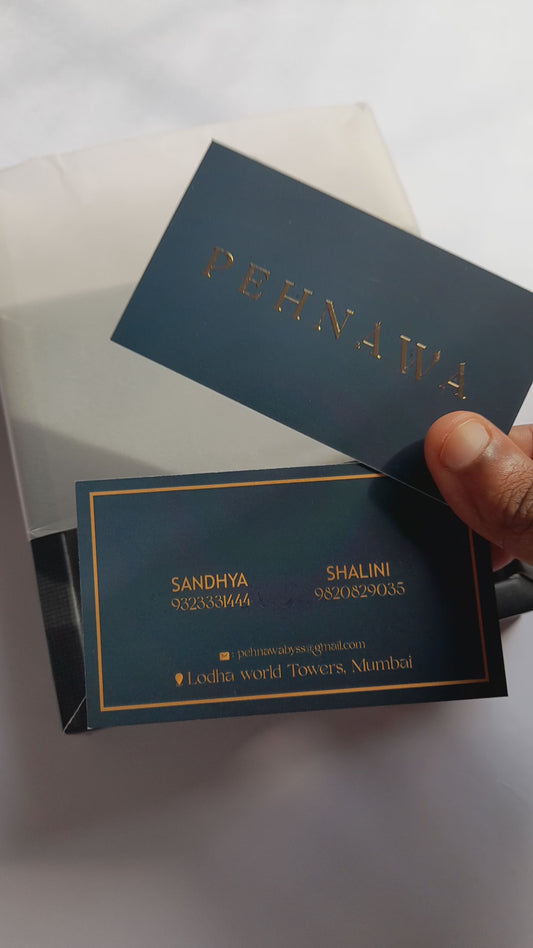 PEHNAWA
SANDHYA
9323331444
SHALINI
9820829035
: pehnawabyss@gmail.com
Lodha world Towers, Mumbai